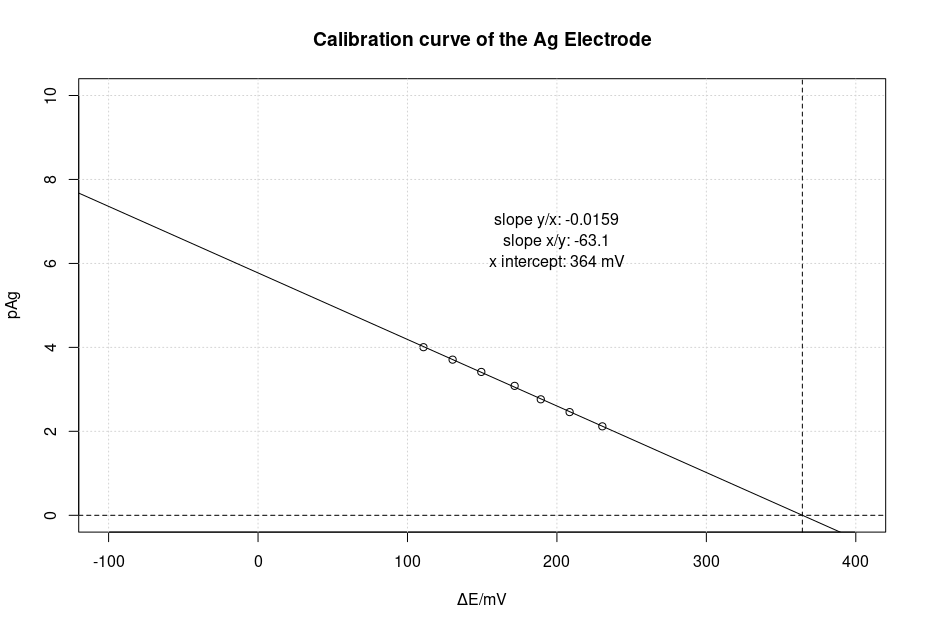 Calibration curve of the Ag Electrode
10
8
6
4
2
0
pAg
slope y/x: -0.0159
slope x/y: -63.1
x intercept: 364 mV
-100 0 100 200 300 400
ΔE/mV